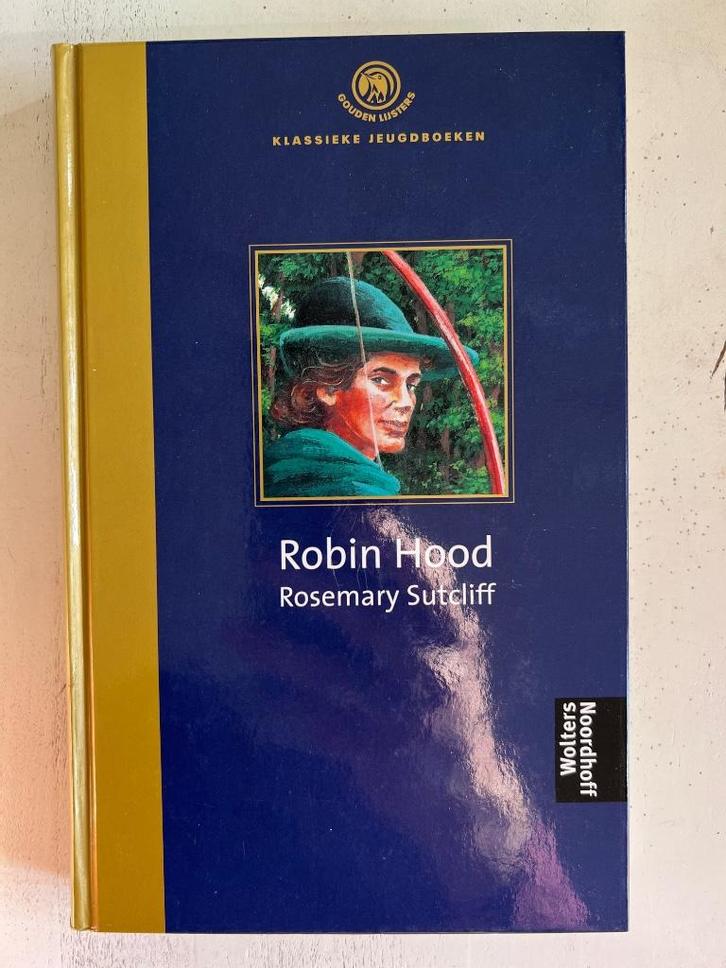 GOUDEN LIJSTERS
KLASSIEKE JEUGDBOEKEN
Robin Hood
Rosemary Sutcliff
Wolters
Noordhoff